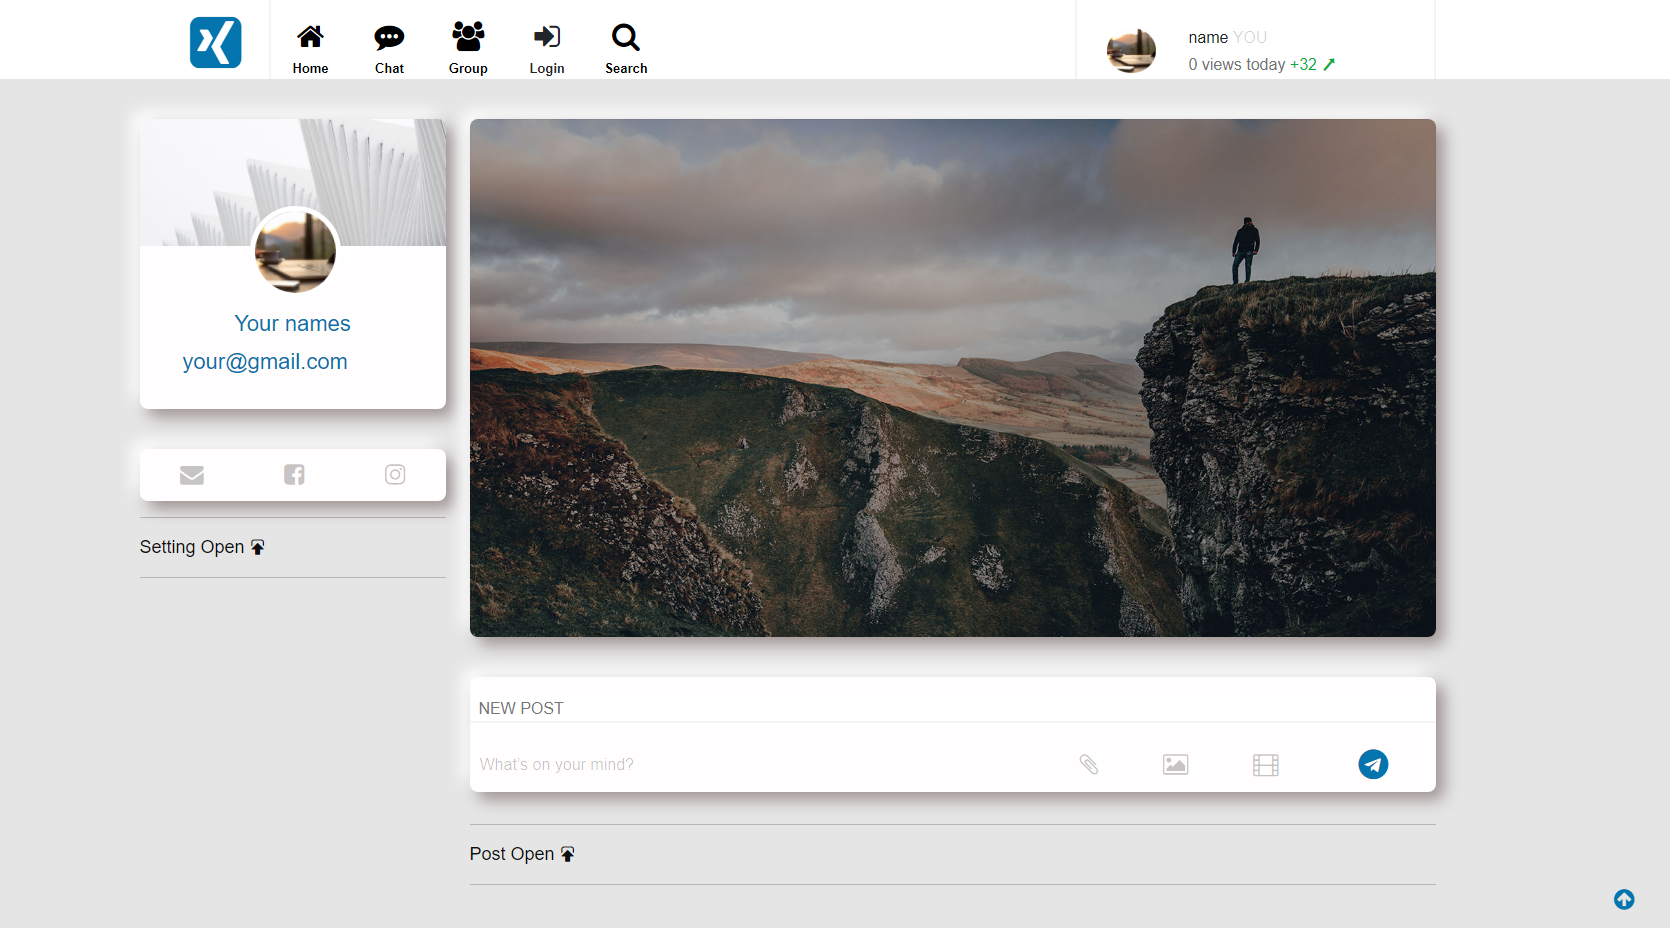 Home
Chat
Group
Login
Search
name YOU
0 views today +32
Your names
your@gmail.com
Setting Open
NEW POST
What's on your mind?
Post Open